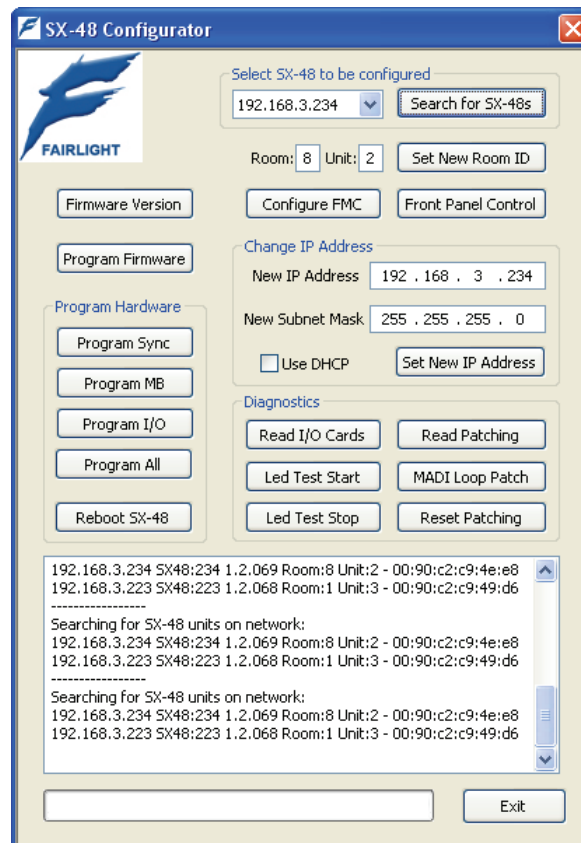 SX-48 Configurator
FAIRLIGHT
Select SX-48 to be configured
192.168.3.234
Search for SX-48s
Room: 8 Unit: 2
Set New Room ID
Firmware Version
Configure FMC
Front Panel Control
Program Firmware
Change IP Address
New IP Address 192 . 168 . 3 . 234
New Subnet Mask 255 . 255 . 255 . 0
Use DHCP
Set New IP Address
Program Hardware
Program Sync
Program MB
Program I/O
Program All
Reboot SX-48
Diagnostics
Read I/O Cards
Read Patching
Led Test Start
MADI Loop Patch
Led Test Stop
Reset Patching
192.168.3.234 SX48:234 1.2.069 Room:8 Unit:2 - 00:90:c2:c9:4e:e8
192.168.3.223 SX48:223 1.2.068 Room:1 Unit:3 - 00:90:c2:c9:49:d6
-----------------
Searching for SX-48 units on network:
192.168.3.234 SX48:234 1.2.069 Room:8 Unit:2 - 00:90:c2:c9:4e:e8
192.168.3.223 SX48:223 1.2.068 Room:1 Unit:3 - 00:90:c2:c9:49:d6
-----------------
Searching for SX-48 units on network:
192.168.3.234 SX48:234 1.2.069 Room:8 Unit:2 - 00:90:c2:c9:4e:e8
192.168.3.223 SX48:223 1.2.068 Room:1 Unit:3 - 00:90:c2:c9:49:d6
Exit